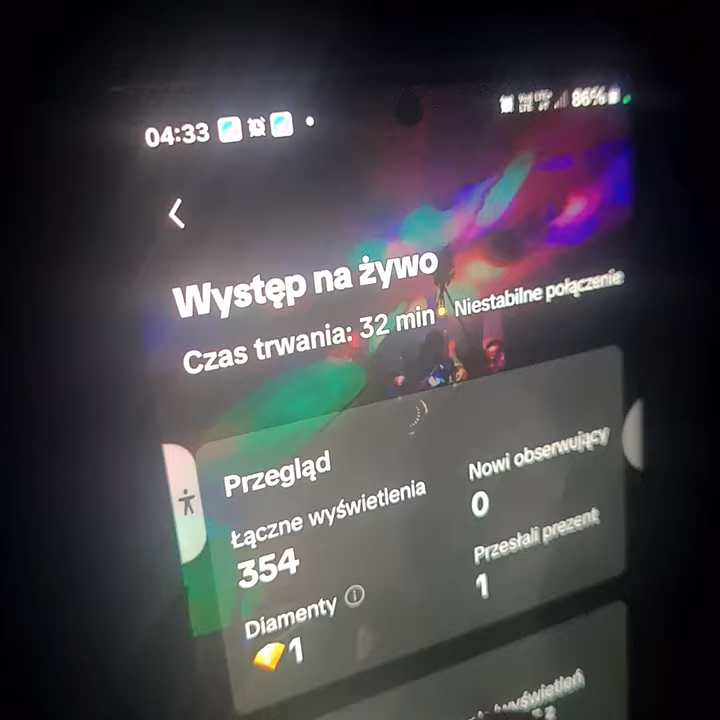 04:33
86%
Występ na żywo
Czas trwania: 32 min
Niestabilne połączenie
Przegląd
Łączne wyświetlenia
354
Nowi obserwujący
0
Diamenty
1
Przesłali prezent
1
wyświetleń